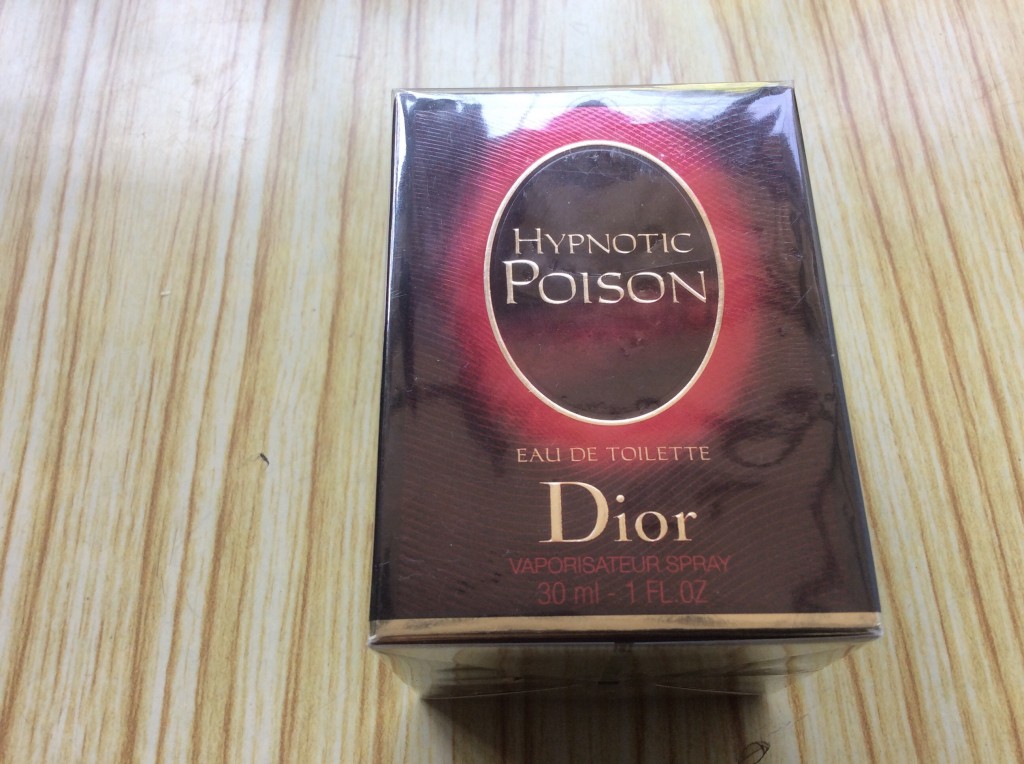 HYPNOTIC
POISON
EAU DE TOILETTE
Dior
VAPORISATEUR SPRAY
30 ml - 1 FL.OZ